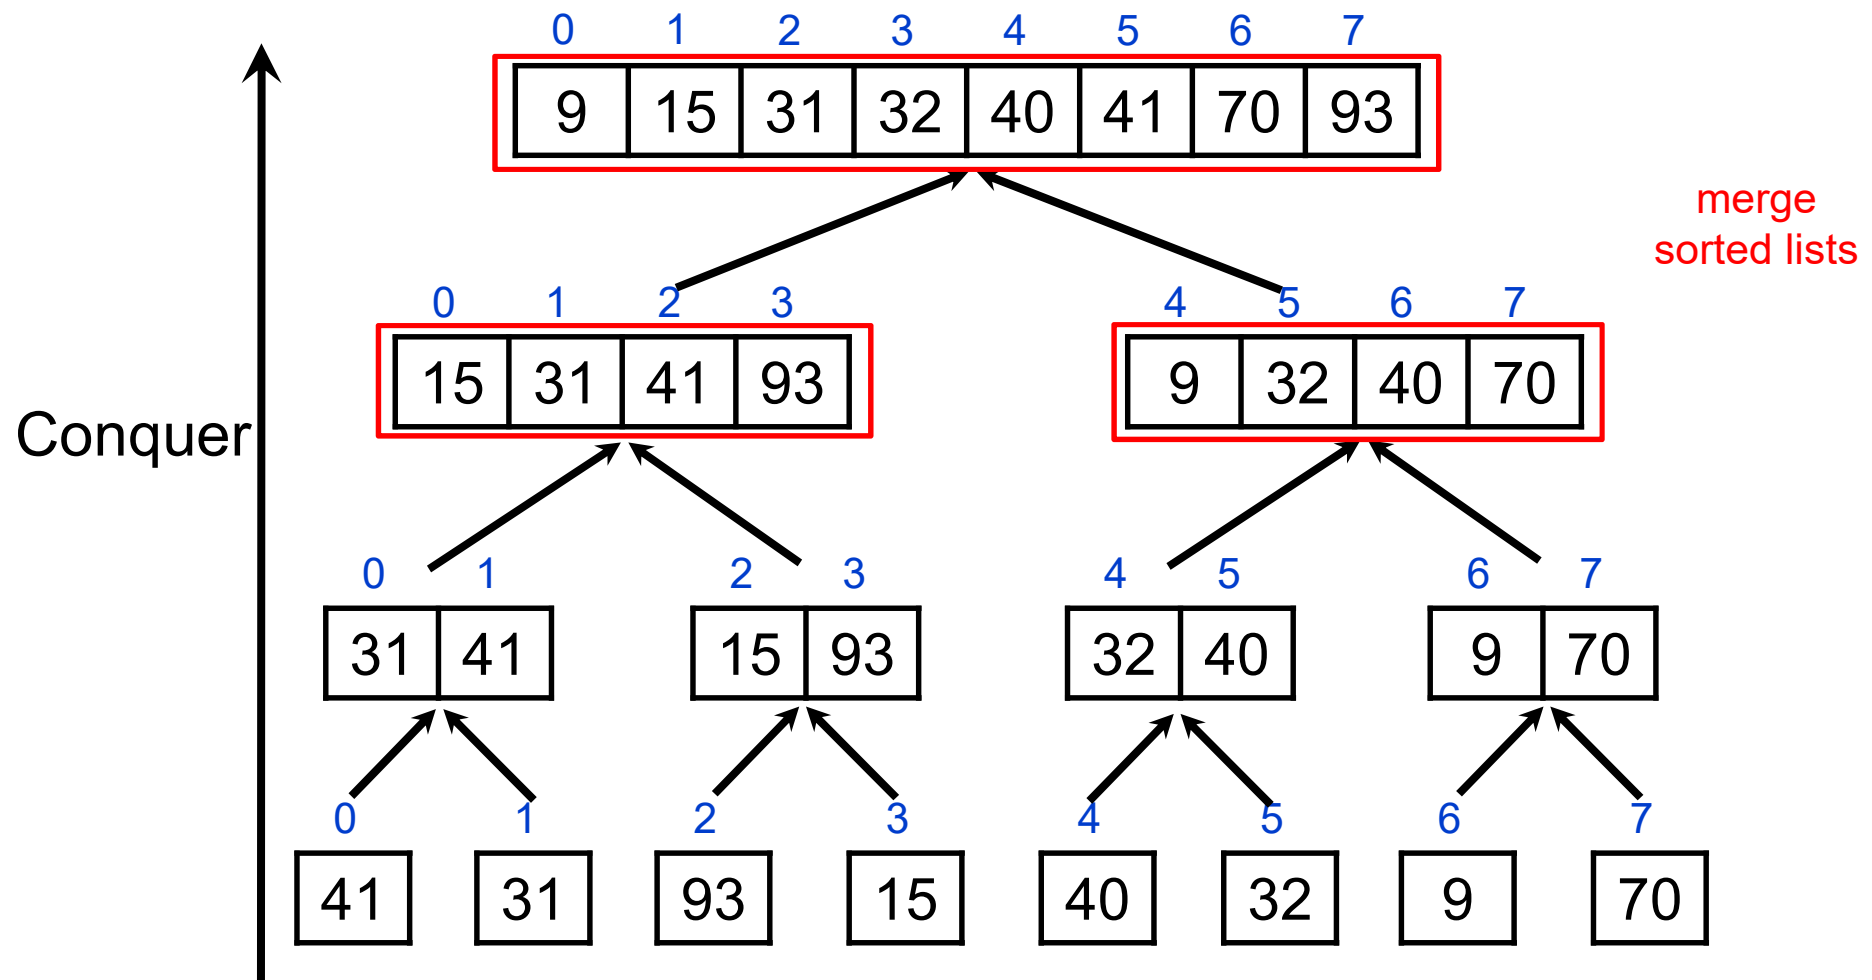 0 1 2 3 4 5 6 7
9 15 31 32 40 41 70 93
merge
sorted lists
0 1 2 3 4 5 6 7
15 31 41 93 9 32 40 70
Conquer
0 1 2 3 4 5 6 7
31 41 15 93 32 40 9 70
0 1 2 3 4 5 6 7
41 31 93 15 40 32 9 70